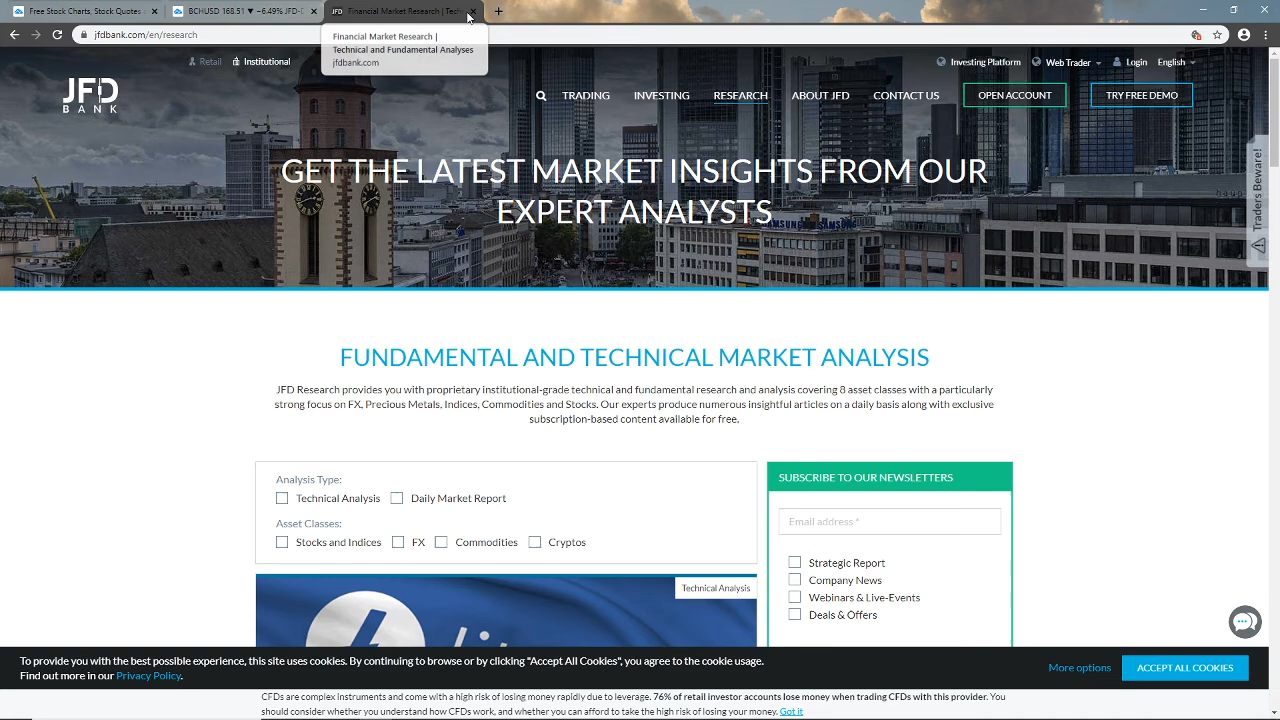 Free Stock Charts, Stock Quotes
BCHUSD 168.51 ▼ −6.49% JFD-D
JFD Financial Market Research | Tech
jfdbank.com/en/research
Financial Market Research |
Technical and Fundamental Analyses
jfdbank.com
Retail
Institutional
Investing Platform
Web Trader
Login
English
JFD
BANK
TRADING
INVESTING
RESEARCH
ABOUT JFD
CONTACT US
OPEN ACCOUNT
TRY FREE DEMO
Traders Beware!
GET THE LATEST MARKET INSIGHTS FROM OUR
EXPERT ANALYSTS
SAMSUNG SAMSUNG
FUNDAMENTAL AND TECHNICAL MARKET ANALYSIS
JFD Research provides you with proprietary institutional-grade technical and fundamental research and analysis covering 8 asset classes with a particularly
strong focus on FX, Precious Metals, Indices, Commodities and Stocks. Our experts produce numerous insightful articles on a daily basis along with exclusive
subscription-based content available for free.
Analysis Type:
Technical Analysis
Daily Market Report
Asset Classes:
Stocks and Indices
FX
Commodities
Cryptos
Technical Analysis
SUBSCRIBE TO OUR NEWSLETTERS
Email address *
Strategic Report
Company News
Webinars & Live-Events
Deals & Offers
To provide you with the best possible experience, this site uses cookies. By continuing to browse or by clicking "Accept All Cookies", you agree to the cookie usage.
Find out more in our Privacy Policy.
More options
ACCEPT ALL COOKIES
CFDs are complex instruments and come with a high risk of losing money rapidly due to leverage. 76% of retail investor accounts lose money when trading CFDs with this provider. You
should consider whether you understand how CFDs work, and whether you can afford to take the high risk of losing your money. Got it